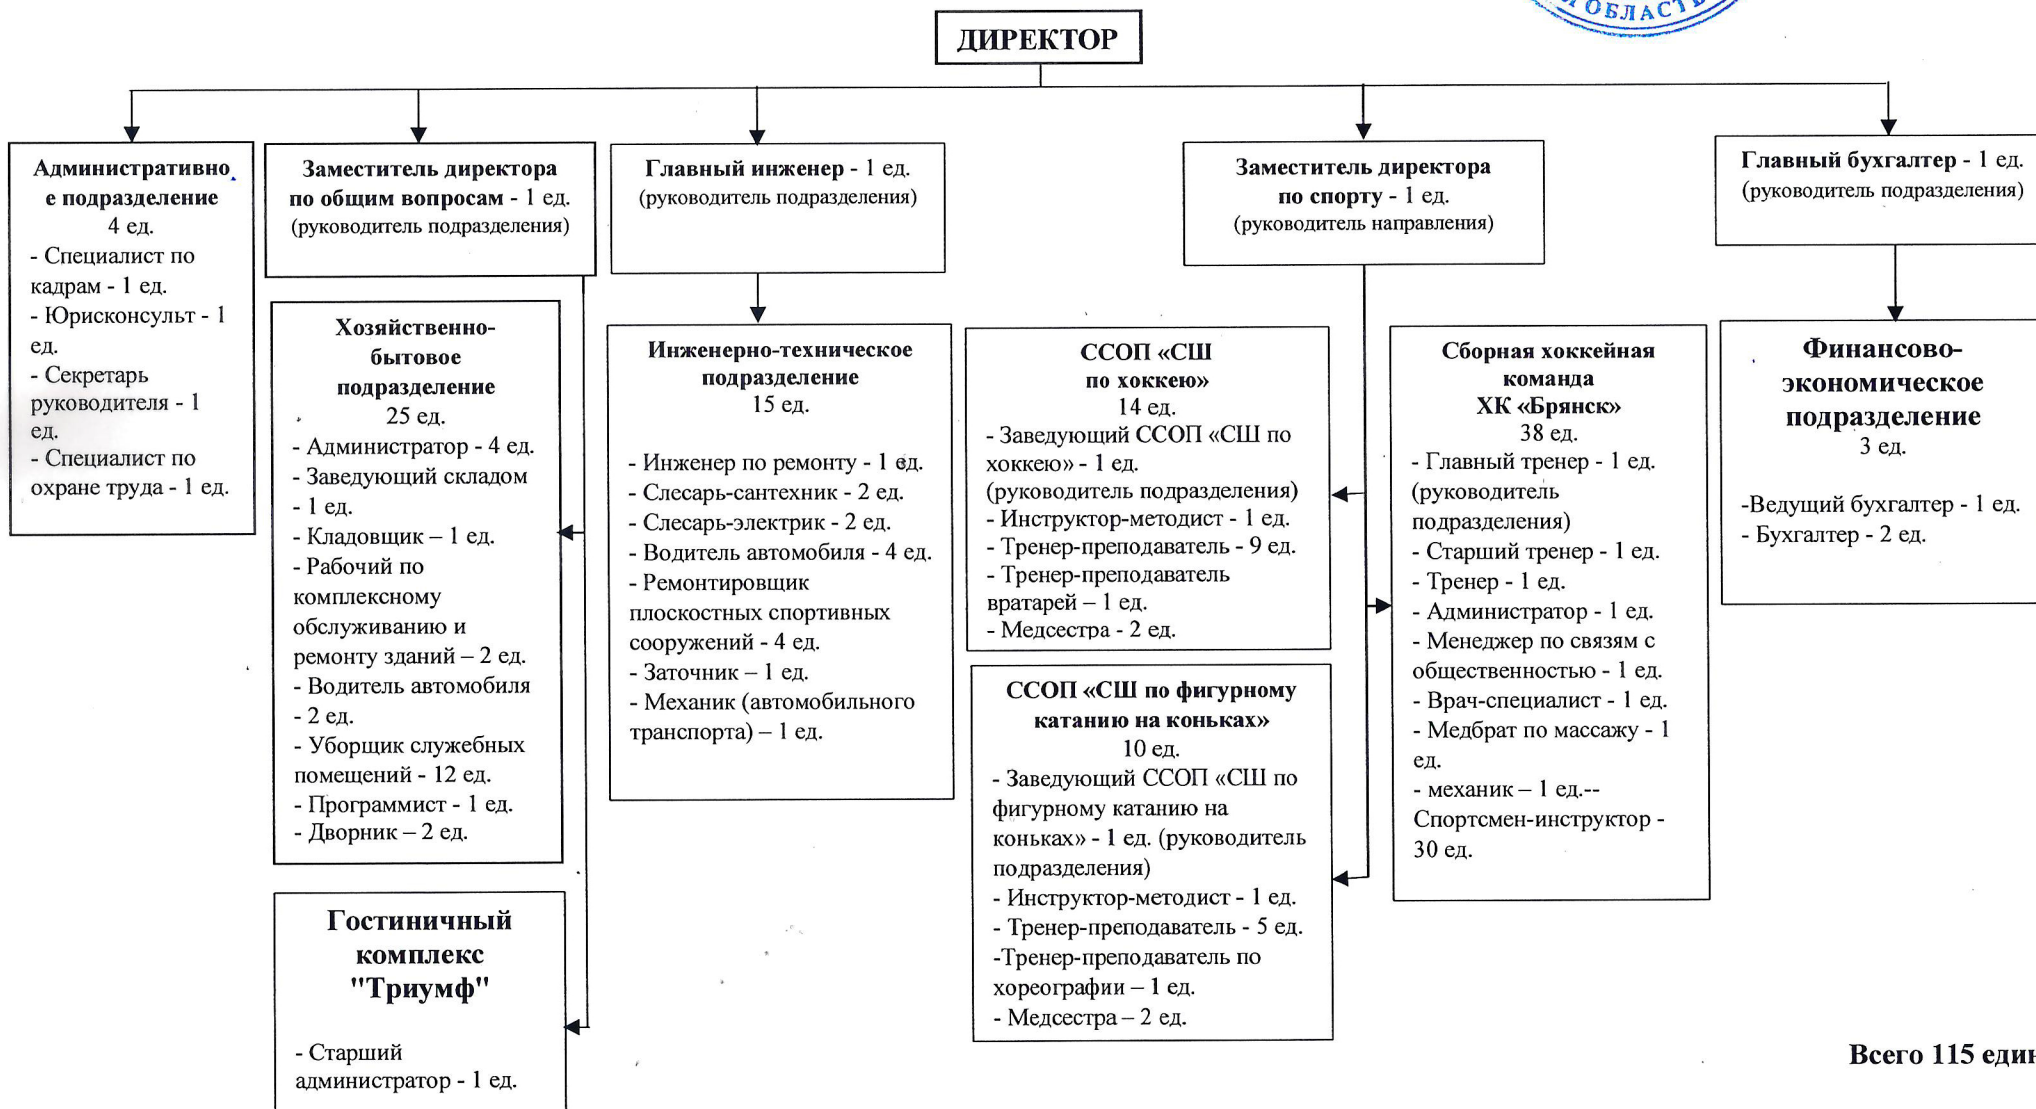 Я ОБЛАСТЬ
ДИРЕКТОР
Административно
е подразделение
4 ед.
- Специалист по
кадрам - 1 ед.
- Юрисконсульт - 1
ед.
- Секретарь
руководителя - 1
ед.
- Специалист по
охране труда - 1 ед.
Заместитель директора
по общим вопросам - 1 ед.
(руководитель подразделения)
Хозяйственно-
бытовое
подразделение
25 ед.
- Администратор - 4 ед.
- Заведующий складом
- 1 ед.
- Кладовщик – 1 ед.
- Рабочий по
комплексному
обслуживанию и
ремонту зданий – 2 ед.
- Водитель автомобиля
- 2 ед.
- Уборщик служебных
помещений - 12 ед.
- Программист - 1 ед.
- Дворник – 2 ед.
Гостиничный
комплекс
"Триумф"
- Старший
администратор - 1 ед.
Главный инженер - 1 ед.
(руководитель подразделения)
Инженерно-техническое
подразделение
15 ед.
- Инженер по ремонту - 1 ед.
- Слесарь-сантехник - 2 ед.
- Слесарь-электрик - 2 ед.
- Водитель автомобиля - 4 ед.
- Ремонтировщик
плоскостных спортивных
сооружений - 4 ед.
- Заточник – 1 ед.
- Механик (автомобильного
транспорта) – 1 ед.
Заместитель директора
по спорту - 1 ед.
(руководитель направления)
ССОП «СШ
по хоккею»
14 ед.
- Заведующий ССОП «СШ по
хоккею» - 1 ед.
(руководитель подразделения)
- Инструктор-методист - 1 ед.
- Тренер-преподаватель - 9 ед.
- Тренер-преподаватель
вратарей – 1 ед.
- Медсестра - 2 ед.
ССОП «СШ по фигурному
катанию на коньках»
10 ед.
- Заведующий ССОП «СШ по
фигурному катанию на
коньках» - 1 ед. (руководитель
подразделения)
- Инструктор-методист - 1 ед.
- Тренер-преподаватель - 5 ед.
-Тренер-преподаватель по
хореографии – 1 ед.
- Медсестра – 2 ед.
Сборная хоккейная
команда
ХК «Брянск»
38 ед.
- Главный тренер - 1 ед.
(руководитель
подразделения)
- Старший тренер - 1 ед.
- Тренер - 1 ед.
- Администратор - 1 ед.
- Менеджер по связям с
общественностью - 1 ед.
- Врач-специалист - 1 ед.
- Медбрат по массажу - 1
ед.
- механик – 1 ед.--
Спортсмен-инструктор -
30 ед.
Главный бухгалтер - 1 ед.
(руководитель подразделения)
Финансово-
экономическое
подразделение
3 ед.
-Ведущий бухгалтер - 1 ед.
- Бухгалтер - 2 ед.
Всего 115 един